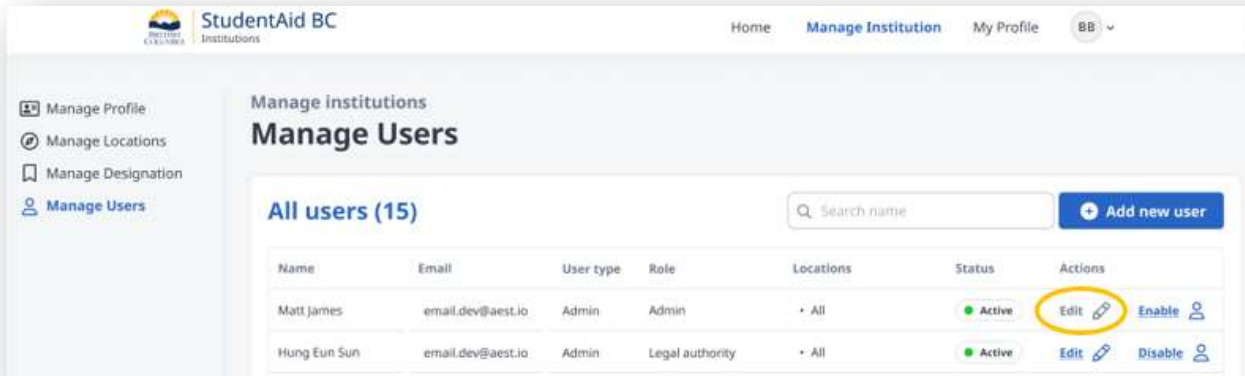 BRITISH
COLUMBIA
StudentAid BC
Institutions
Home Manage Institution My Profile BB
Manage Profile
Manage Locations
Manage Designation
Manage Users
Manage institutions
Manage Users
All users (15)
Search name
Add new user
Name Email User type Role Locations Status Actions
Matt James email.dev@aest.io Admin Admin • All Active Edit Enable
Hung Eun Sun email.dev@aest.io Admin Legal authority • All Active Edit Disable